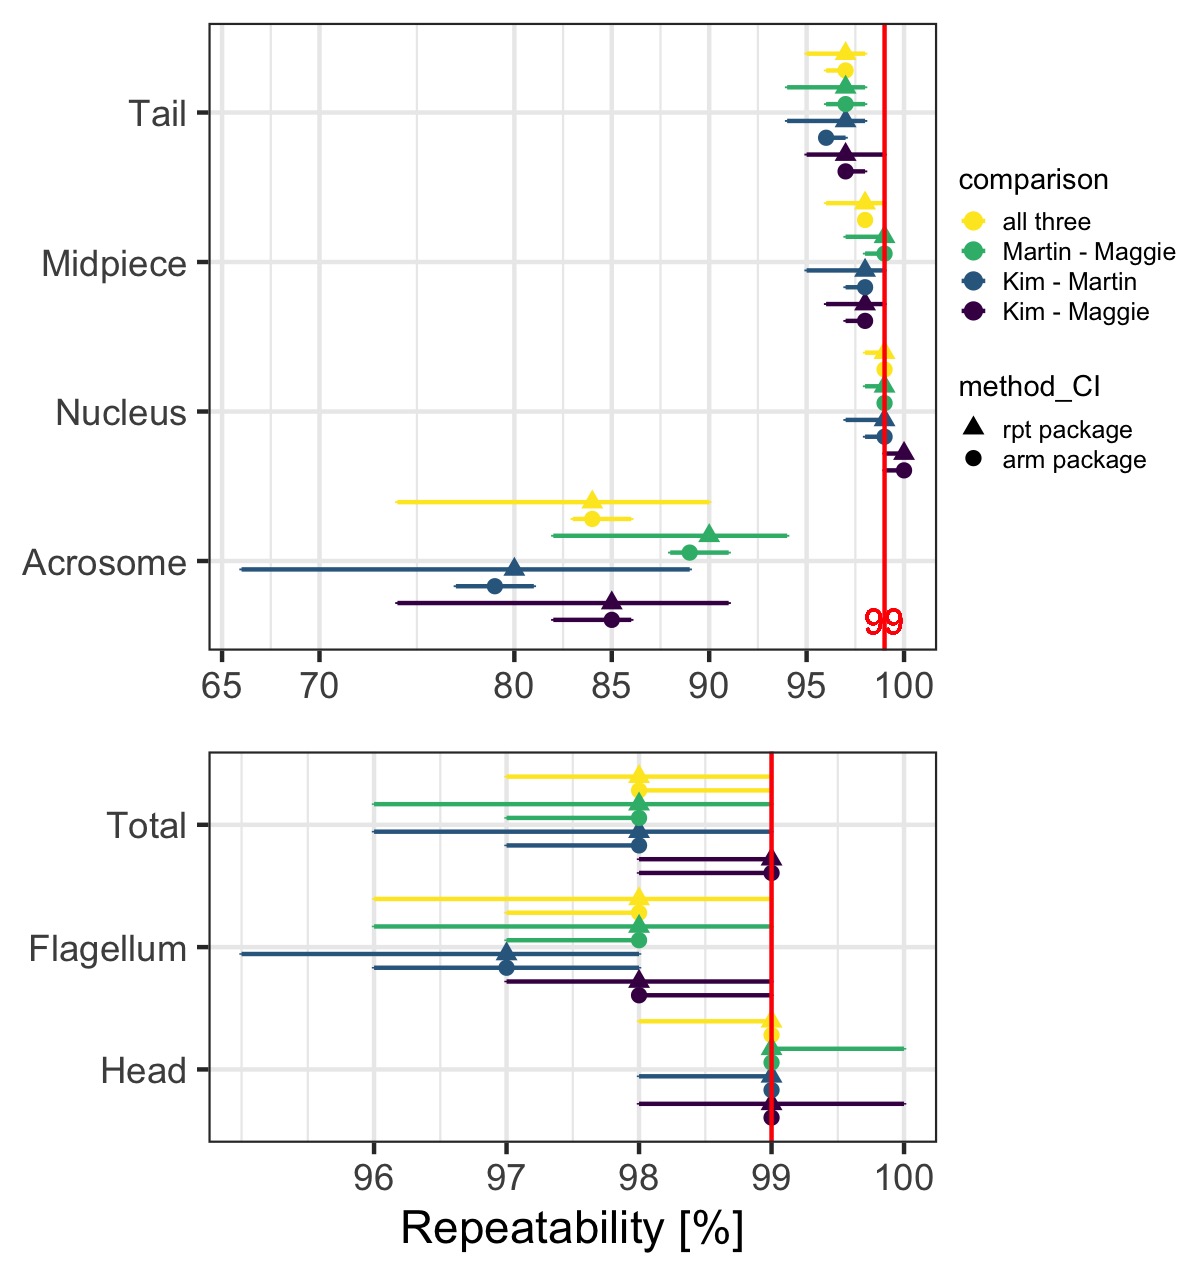 Tail
Midpiece
Nucleus
Acrosome
99
65 70 80 85 90 95 100
comparison
all three
Martin - Maggie
Kim - Martin
Kim - Maggie
method_CI
rpt package
arm package
Total
Flagellum
Head
96 97 98 99 100
Repeatability [%]